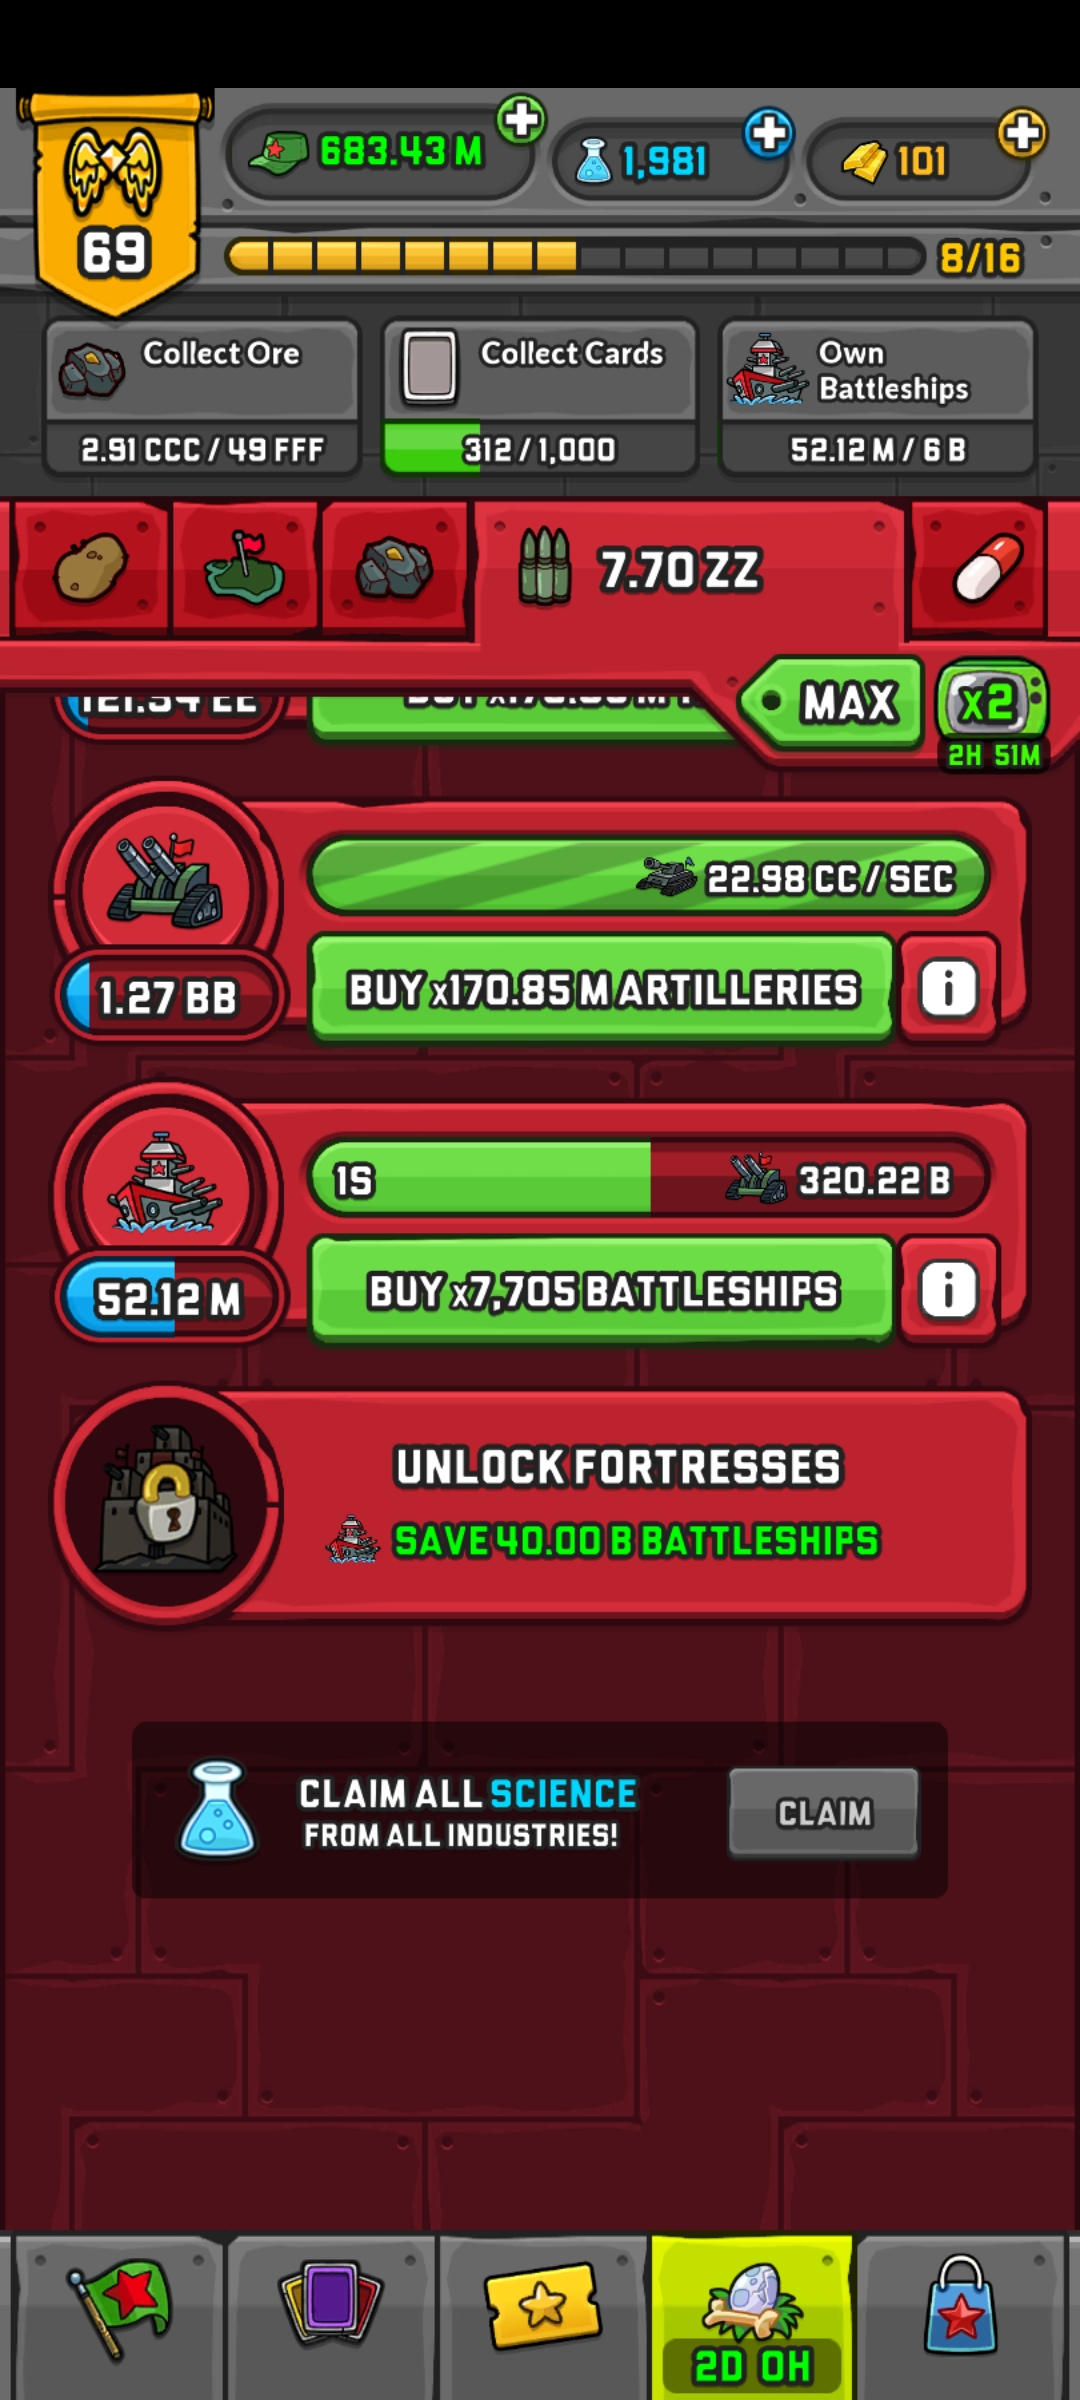 683.43 M
1,981
101
69
8/16
Collect Ore
2.91 CCC / 49 FFF
Collect Cards
312 / 1,000
Own
Battleships
52.12 M / 6 B
7.70 ZZ
MAX
x2
2H 51M
121.34 EE
22.98 CC / SEC
1.27 BB
BUY x170.85 M ARTILLERIES
i
1S
320.22 B
52.12 M
BUY x7,705 BATTLESHIPS
i
UNLOCK FORTRESSES
SAVE 40.00 B BATTLESHIPS
CLAIM ALL SCIENCE
FROM ALL INDUSTRIES!
CLAIM
2D 0H